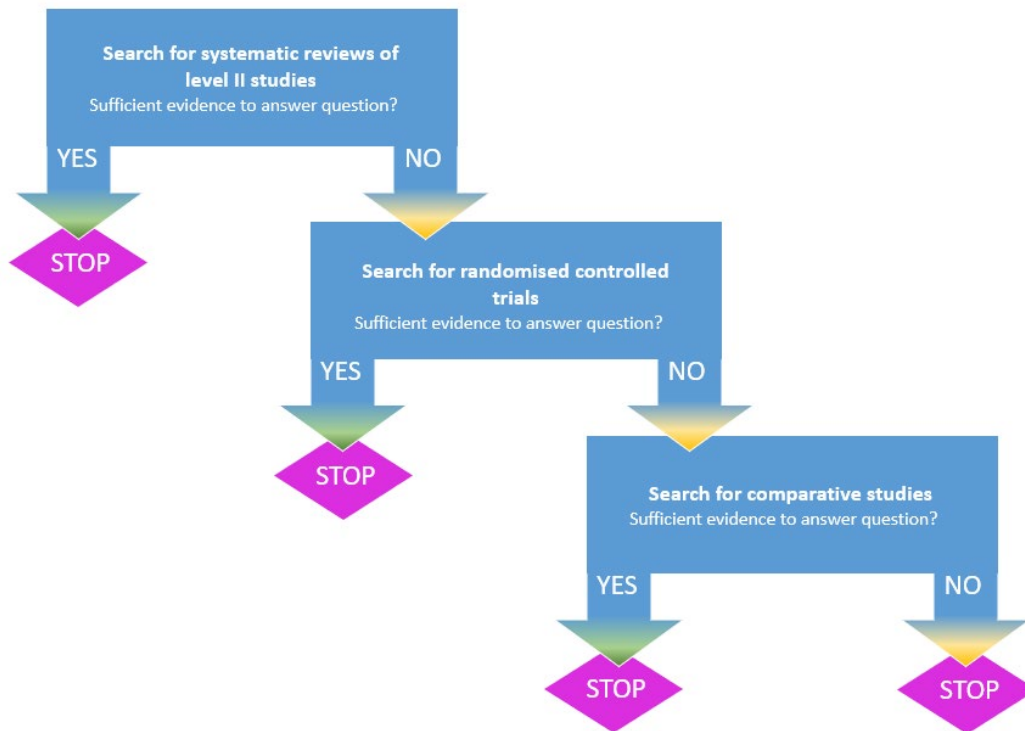 Search for systematic reviews of
level II studies
Sufficient evidence to answer question?
YES
NO
STOP
Search for randomised controlled
trials
Sufficient evidence to answer question?
YES
NO
STOP
Search for comparative studies
Sufficient evidence to answer question?
YES
NO
STOP
STOP